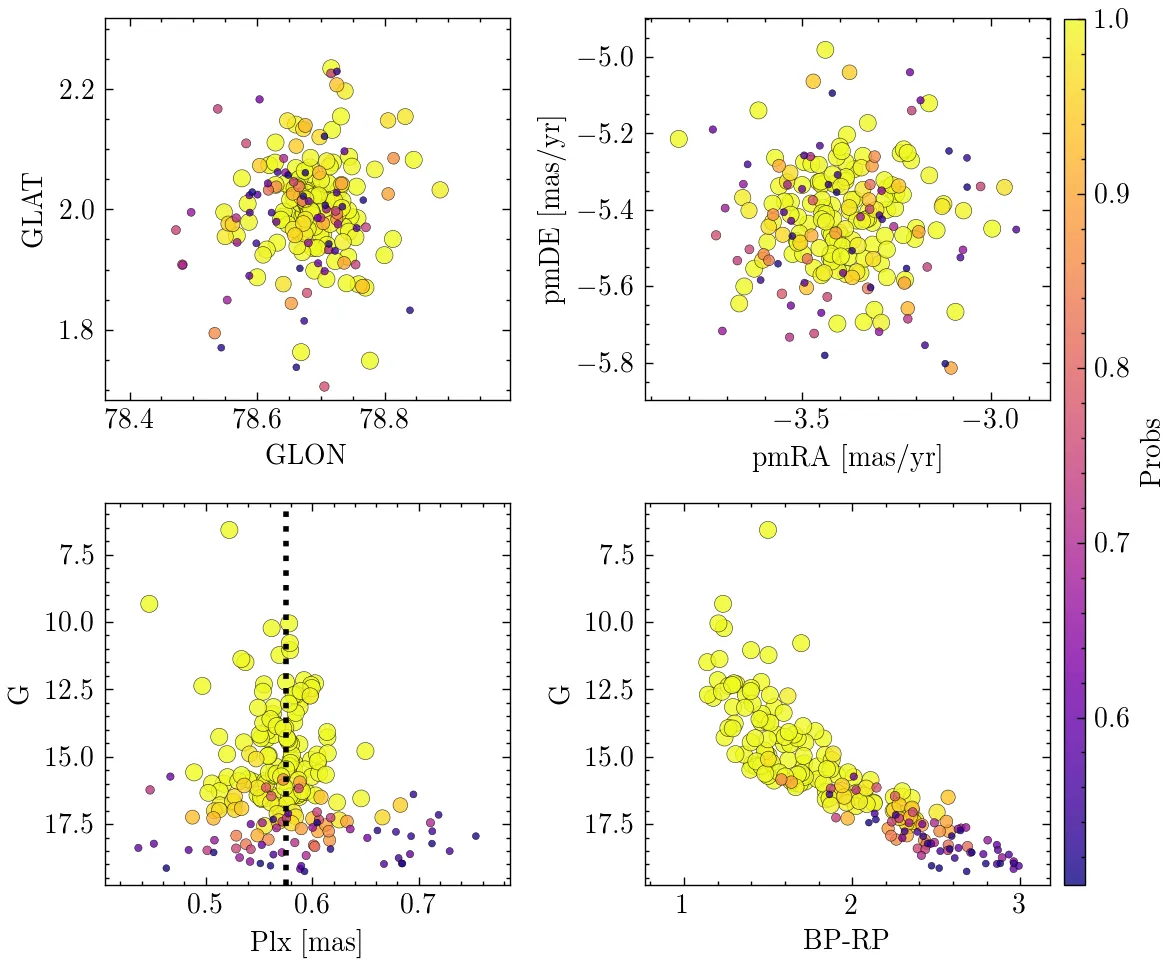 2.2
2.0
1.8
GLAT
78.4 78.6 78.8
GLON
−5.0
−5.2
−5.4
−5.6
−5.8
pmDE [mas/yr]
−3.5 −3.0
pmRA [mas/yr]
1.0
0.9
0.8
0.7
0.6
Probs
7.5
10.0
12.5
15.0
17.5
G
0.5 0.6 0.7
Plx [mas]
7.5
10.0
12.5
15.0
17.5
G
1 2 3
BP-RP